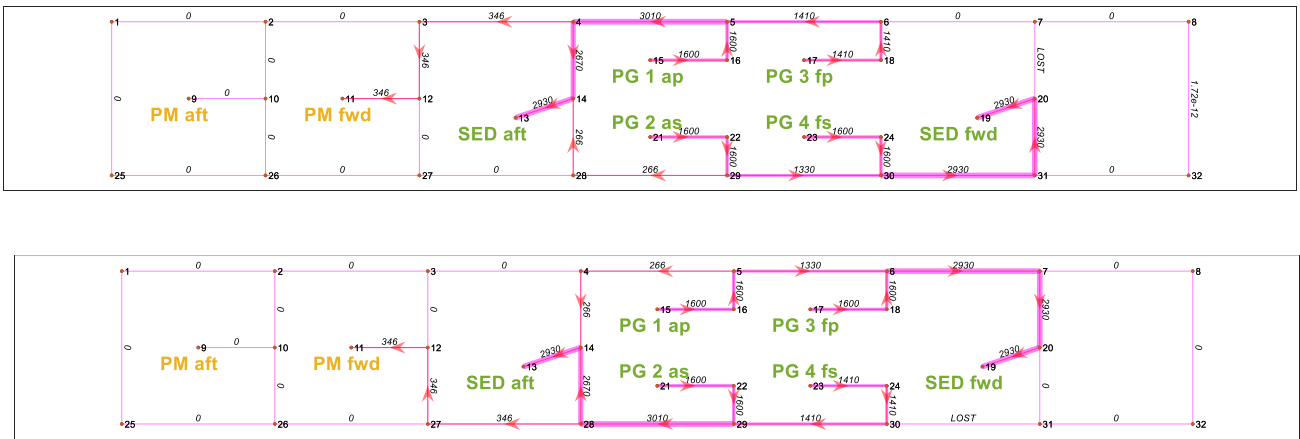 0 0 346 3010 1410 0 0
1 2 3 4 5 6 7 8
0 346 2670 1600 1410 LOST
15 1600 16 17 1410 18
PG 1 ap PG 3 fp
0 9 0 10 11 346 12 2930 14 20 1.72e-12
PM aft PM fwd 13 2930 19
SED aft PG 2 as PG 4 fs SED fwd
0 0 266 21 1600 22 23 1600 24 2930
1600 1600
0 0 0 266 1330 2930 0
25 26 27 28 29 30 31 32
0 0 0 266 1330 2930 0
1 2 3 4 5 6 7 8
0 0 266 1600 1600 2930
15 1600 16 17 1600 18
PG 1 ap PG 3 fp
0 9 0 10 11 346 12 2930 14 2930 20 0
PM aft PM fwd 13 19
SED aft PG 2 as PG 4 fs SED fwd
0 346 2670 21 1600 22 23 1410 24 0
1600 1410
0 0 346 3010 1410 LOST 0
25 26 27 28 29 30 31 32